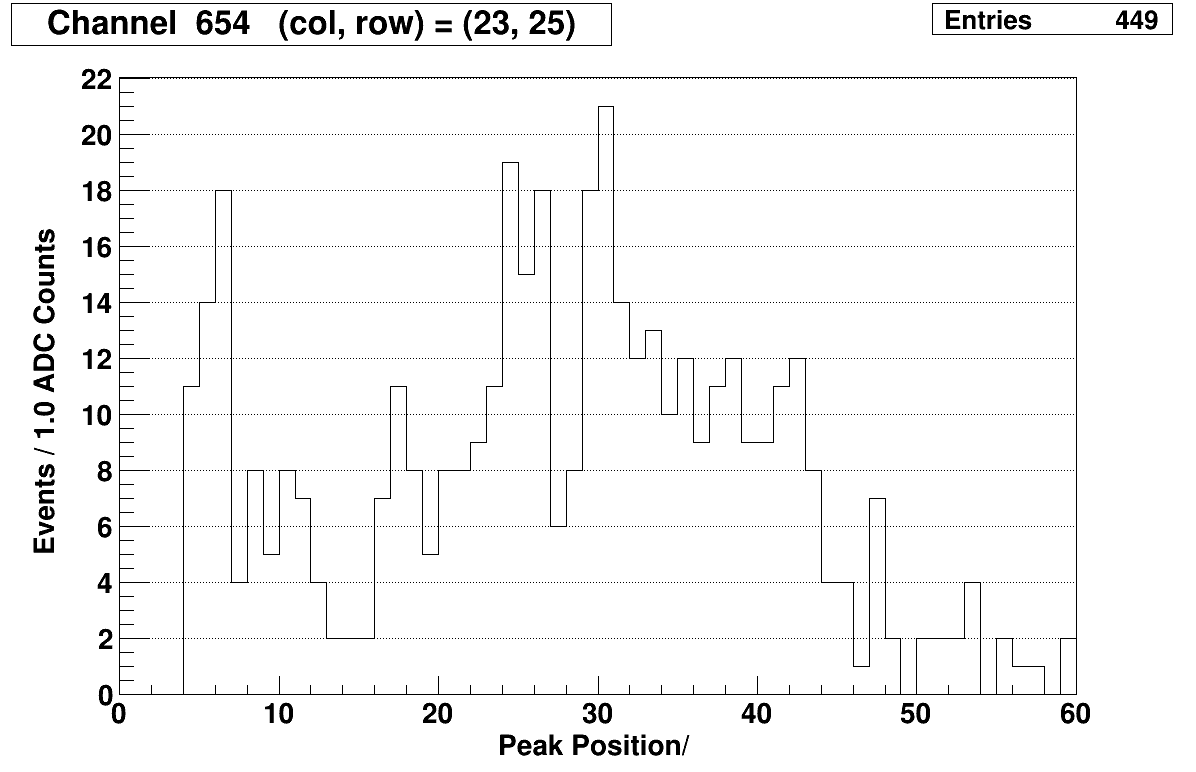 Channel 654 (col, row) = (23, 25)
Entries 449
Events / 1.0 ADC Counts
22
20
18
16
14
12
10
8
6
4
2
0
0 10 20 30 40 50 60
Peak Position/